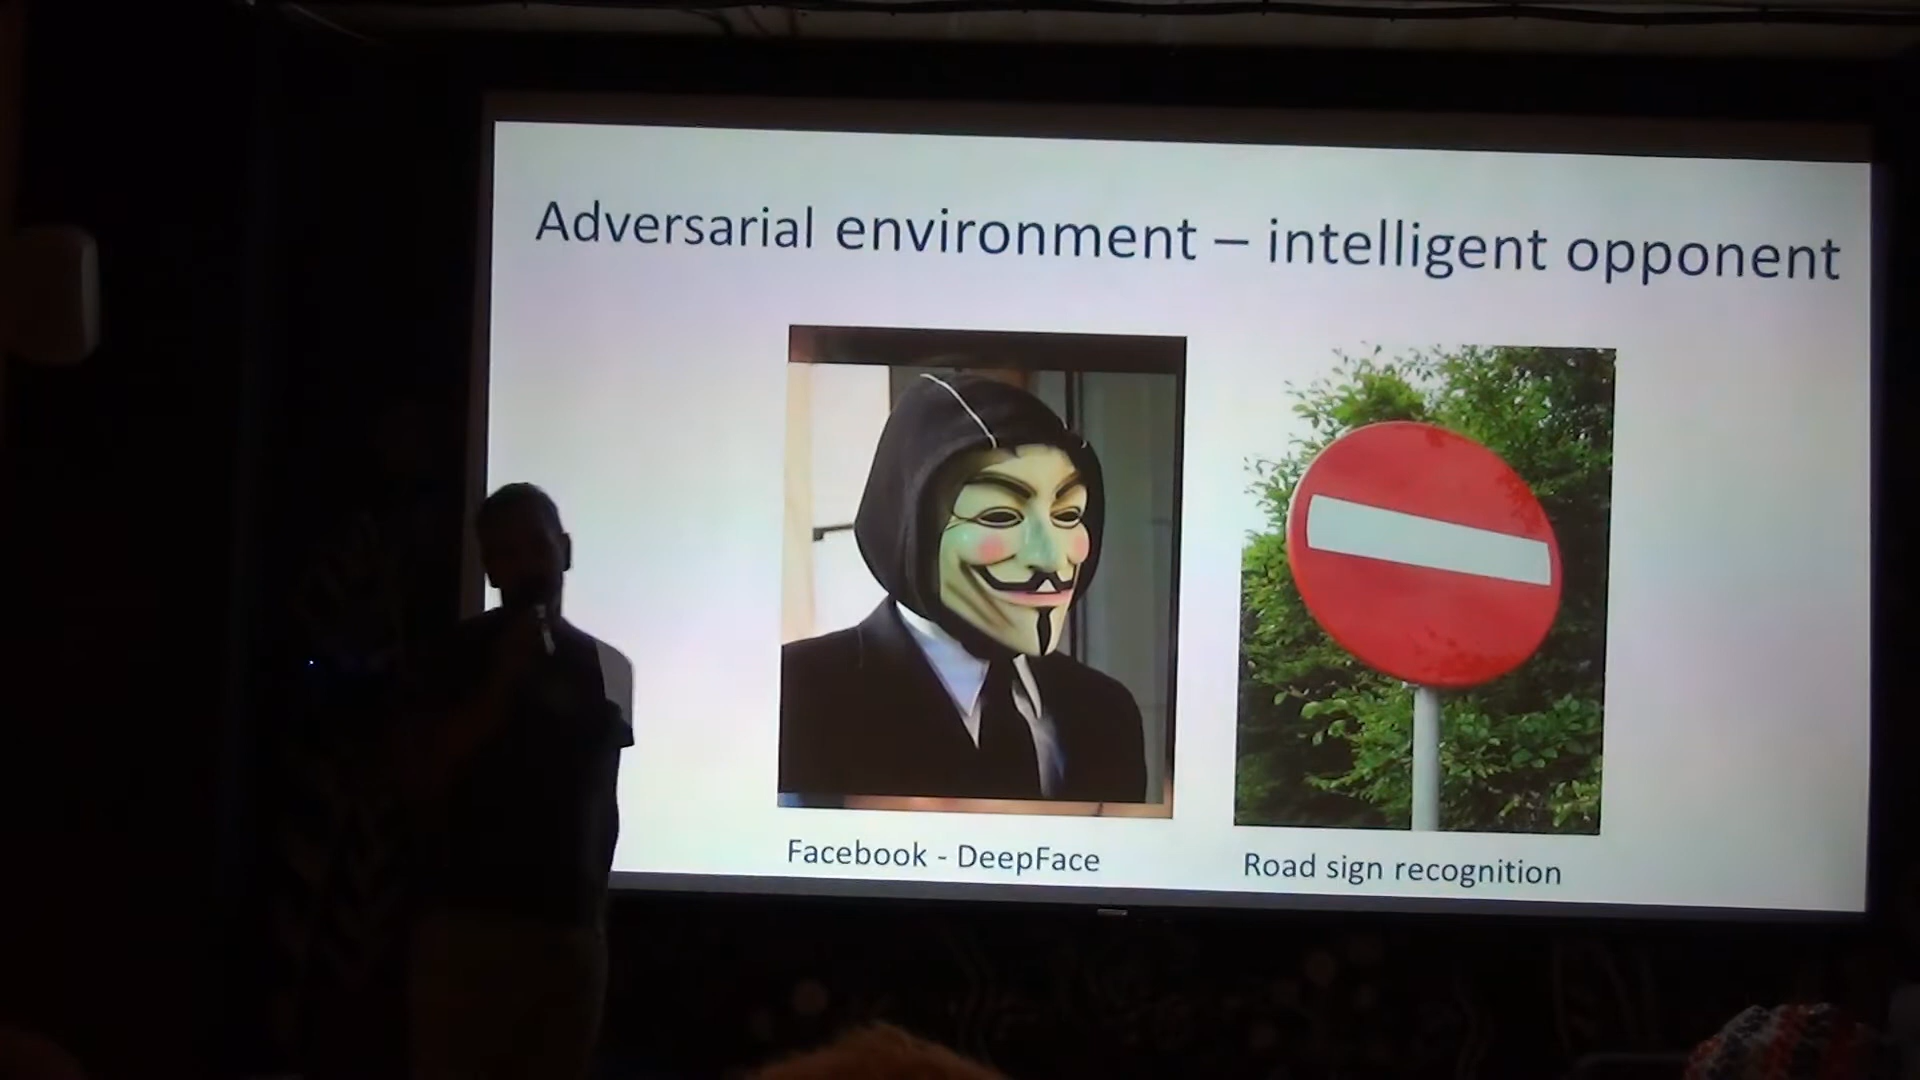 Adversarial environment – intelligent opponent
Facebook - DeepFace
Road sign recognition